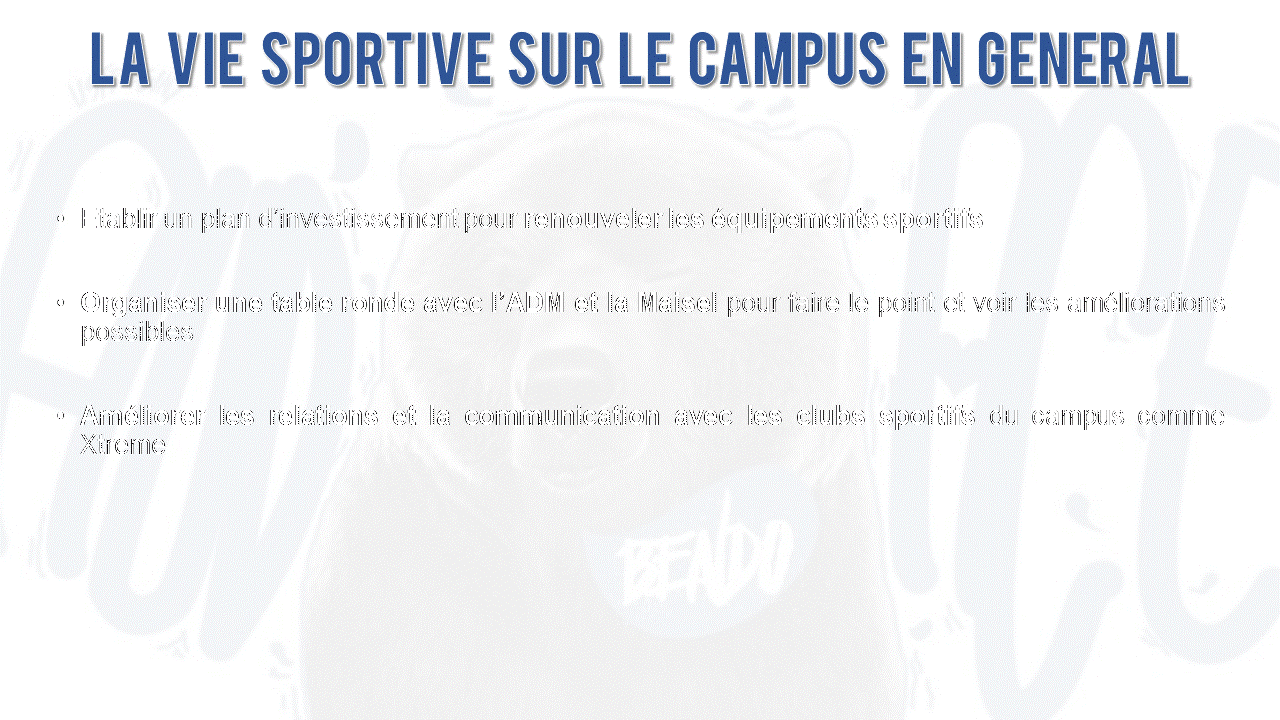 LA VIE SPORTIVE SUR LE CAMPUS EN GENERAL
• Etablir un plan d'investissement pour renouveler les équipements sportifs
• Organiser une table ronde avec l'ADM et la Maisel pour faire le point et voir les améliorations
possibles
• Améliorer les relations et la communication avec les clubs sportifs du campus comme
Xtreme
BENDO